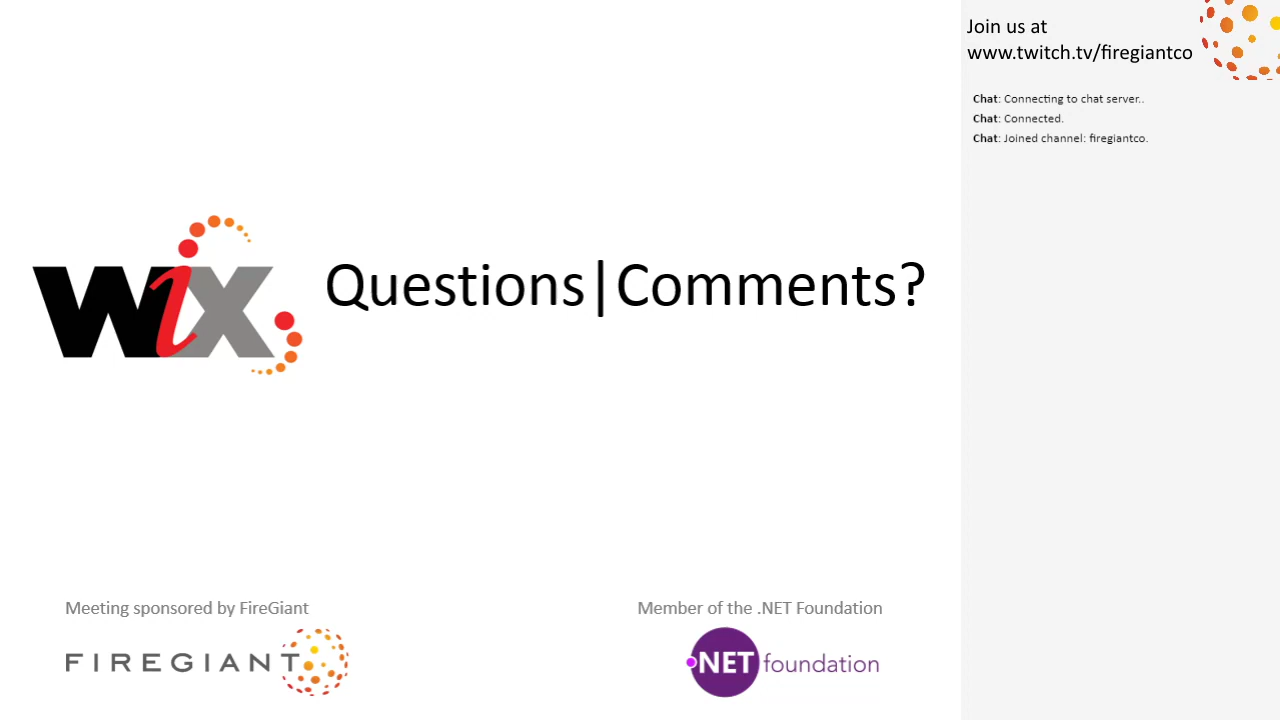 Join us at
www.twitch.tv/firegiantco
Chat: Connecting to chat server..
Chat: Connected.
Chat: Joined channel: firegiantco.
WiX
Questions|Comments?
Meeting sponsored by FireGiant
FIREGIANT
Member of the .NET Foundation
.NET foundation